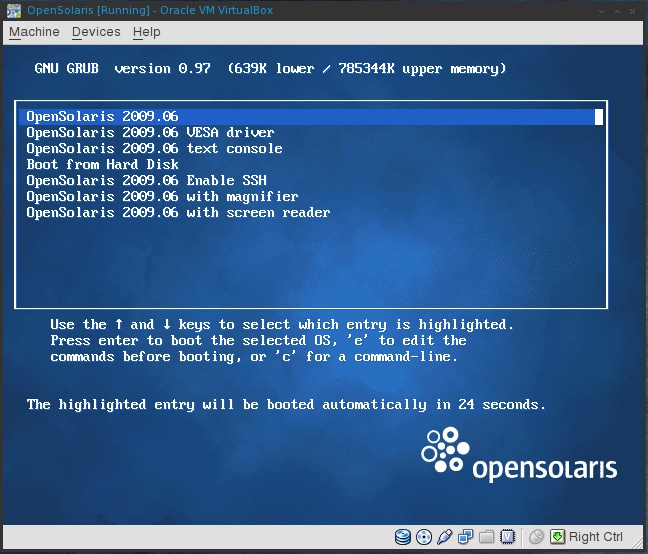 OpenSolaris [Running] - Oracle VM VirtualBox
Machine Devices Help
GNU GRUB version 0.97 (639K lower / 785344K upper memory)
OpenSolaris 2009.06
OpenSolaris 2009.06 VESA driver
OpenSolaris 2009.06 text console
Boot from Hard Disk
OpenSolaris 2009.06 Enable SSH
OpenSolaris 2009.06 with magnifier
OpenSolaris 2009.06 with screen reader
Use the ↑ and ↓ keys to select which entry is highlighted.
Press enter to boot the selected OS, 'e' to edit the
commands before booting, or 'c' for a command-line.
The highlighted entry will be booted automatically in 24 seconds.
opensolaris
Right Ctrl